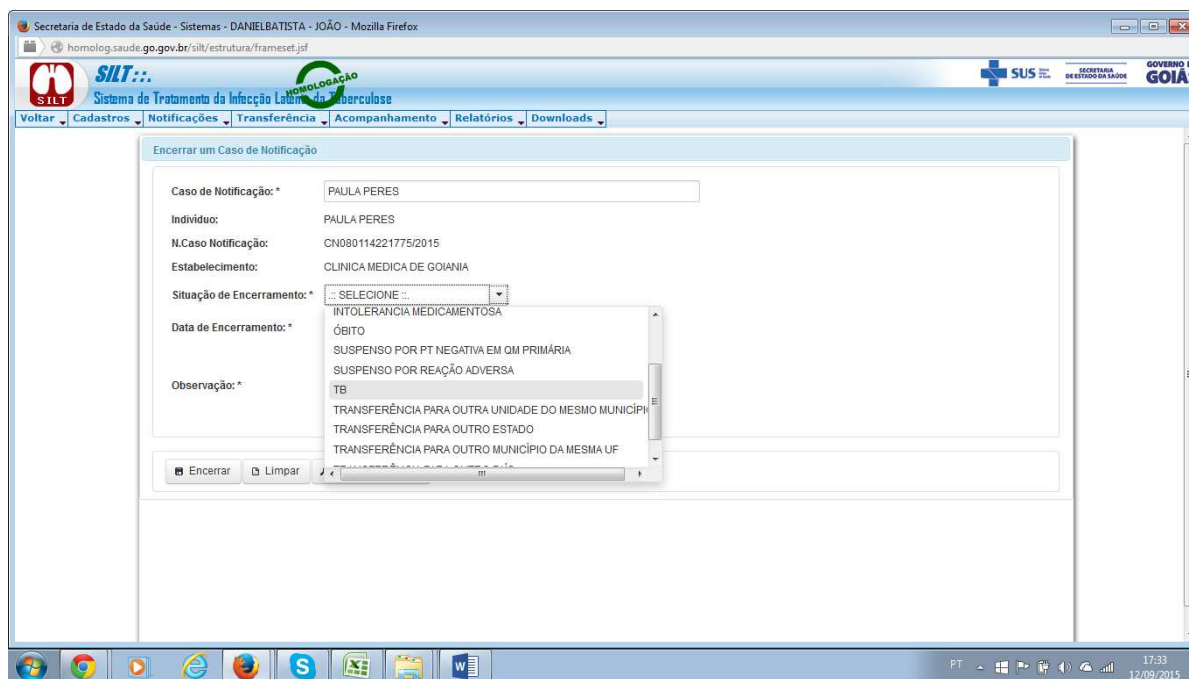 Secretaria de Estado da Saúde - Sistemas - DANIELBATISTA - JOÃO - Mozilla Firefox
homolog.saude.go.gov.br/silt/estrutura/frameset.jsf
SILT
SILT::.
HOMOLOGAÇÃO
Sistema de Tratamento da Infecção Latente da Tuberculose
SUS
SECRETARIA
DE ESTADO DA SAÚDE
GOVERNO
GOIÁ
Voltar Cadastros Notificações Transferência Acompanhamento Relatórios Downloads
Encerrar um Caso de Notificação
Caso de Notificação: * PAULA PERES
Indivíduo: PAULA PERES
N.Caso Notificação: CN080114221775/2015
Estabelecimento: CLINICA MEDICA DE GOIANIA
Situação de Encerramento: * .:: SELECIONE ::.
INTOLERÂNCIA MEDICAMENTOSA
Data de Encerramento: * ÓBITO
SUSPENSO POR PT NEGATIVA EM QM PRIMÁRIA
SUSPENSO POR REAÇÃO ADVERSA
Observação: * TB
TRANSFERÊNCIA PARA OUTRA UNIDADE DO MESMO MUNICÍPI
TRANSFERÊNCIA PARA OUTRO ESTADO
TRANSFERÊNCIA PARA OUTRO MUNICÍPIO DA MESMA UF
Encerrar Limpar
PT 17:33
12/09/2015